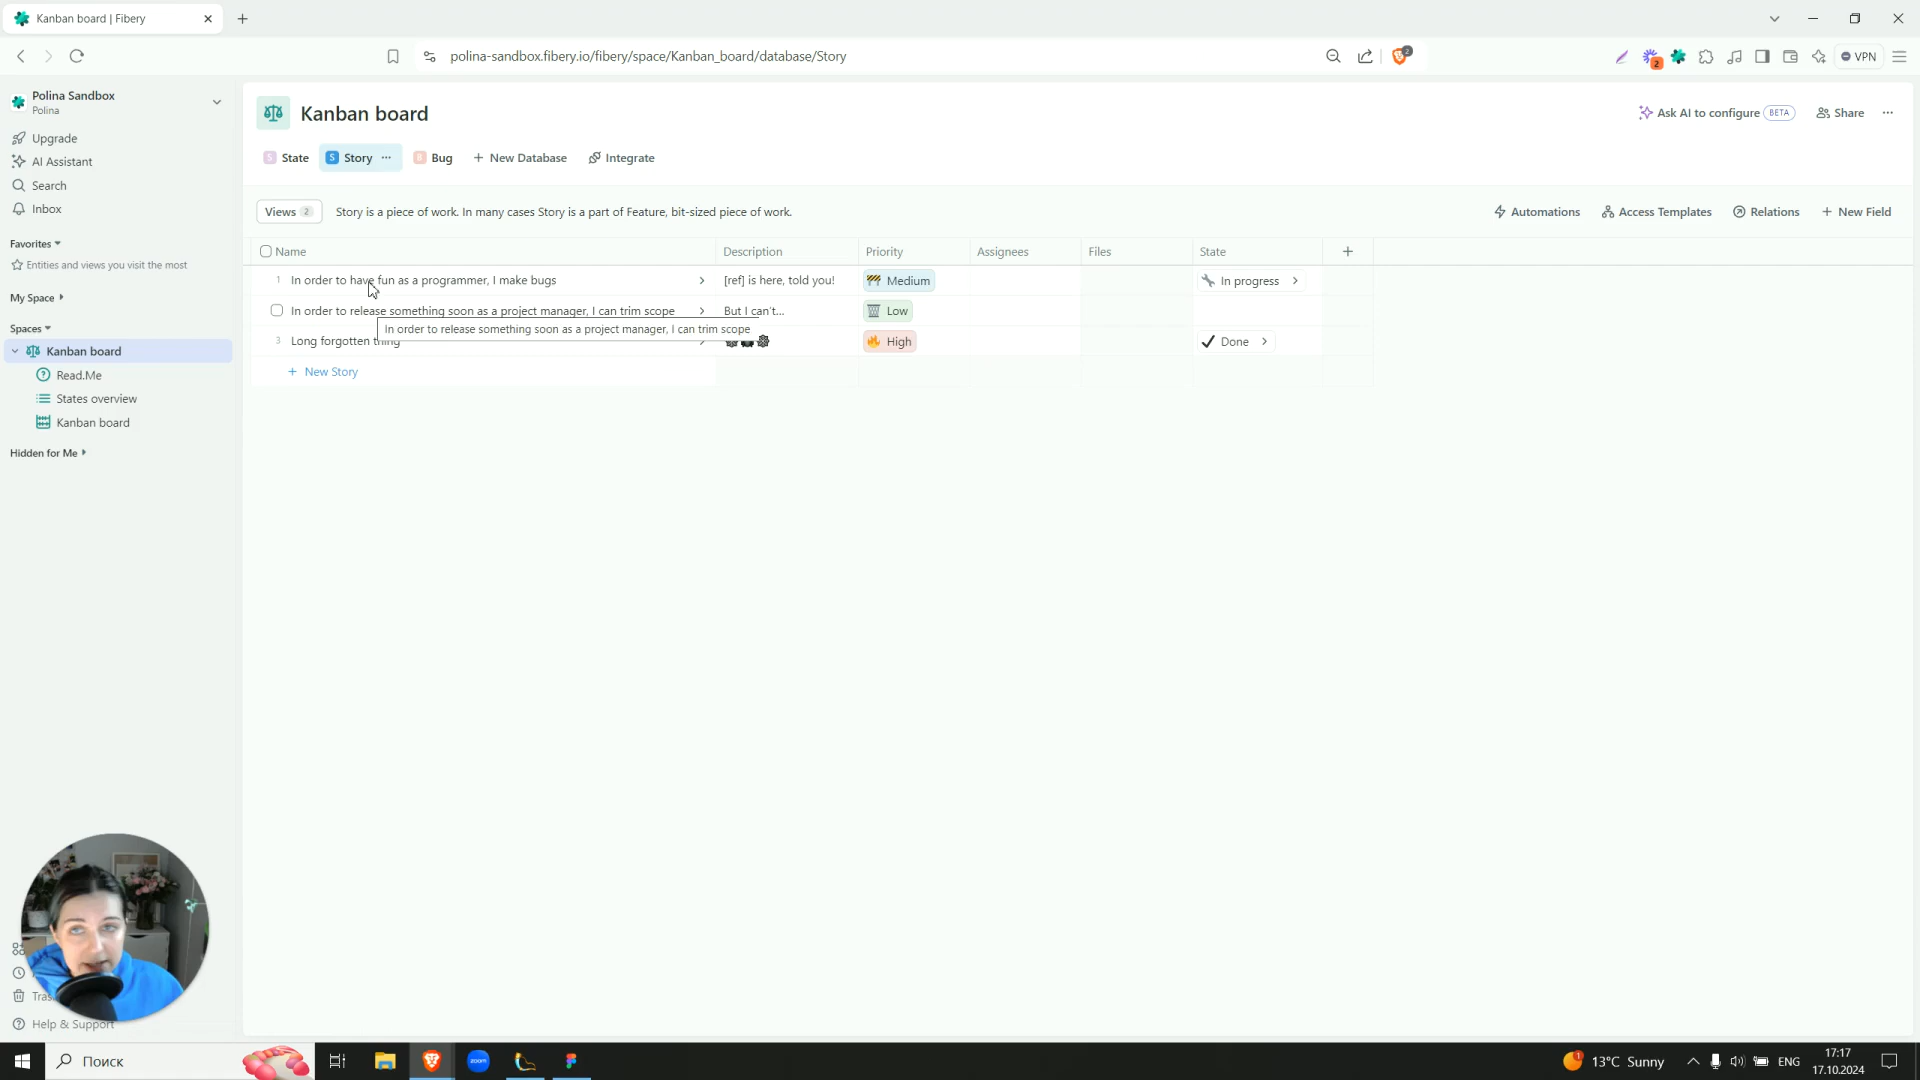 Kanban board | Fibery
polina-sandbox.fibery.io/fibery/space/Kanban_board/database/Story
2
2
VPN
Polina Sandbox
Polina
Upgrade
AI Assistant
Search
Inbox
Favorites
Entities and views you visit the most
My Space
Spaces
Kanban board
Read.Me
States overview
Kanban board
Hidden for Me
Help & Support
Kanban board
Ask AI to configure BETA
Share
S State
S Story
B Bug
+ New Database
Integrate
Views 2
Story is a piece of work. In many cases Story is a part of Feature, bit-sized piece of work.
Automations
Access Templates
Relations
+ New Field
Name Description Priority Assignees Files State +
1 In order to have fun as a programmer, I make bugs [ref] is here, told you! Medium In progress
In order to release something soon as a project manager, I can trim scope But I can't... Low
In order to release something soon as a project manager, I can trim scope
3 Long forgotten thing High Done
+ New Story
Поиск
zoom
1
13°C Sunny
ENG
17:17
17.10.2024